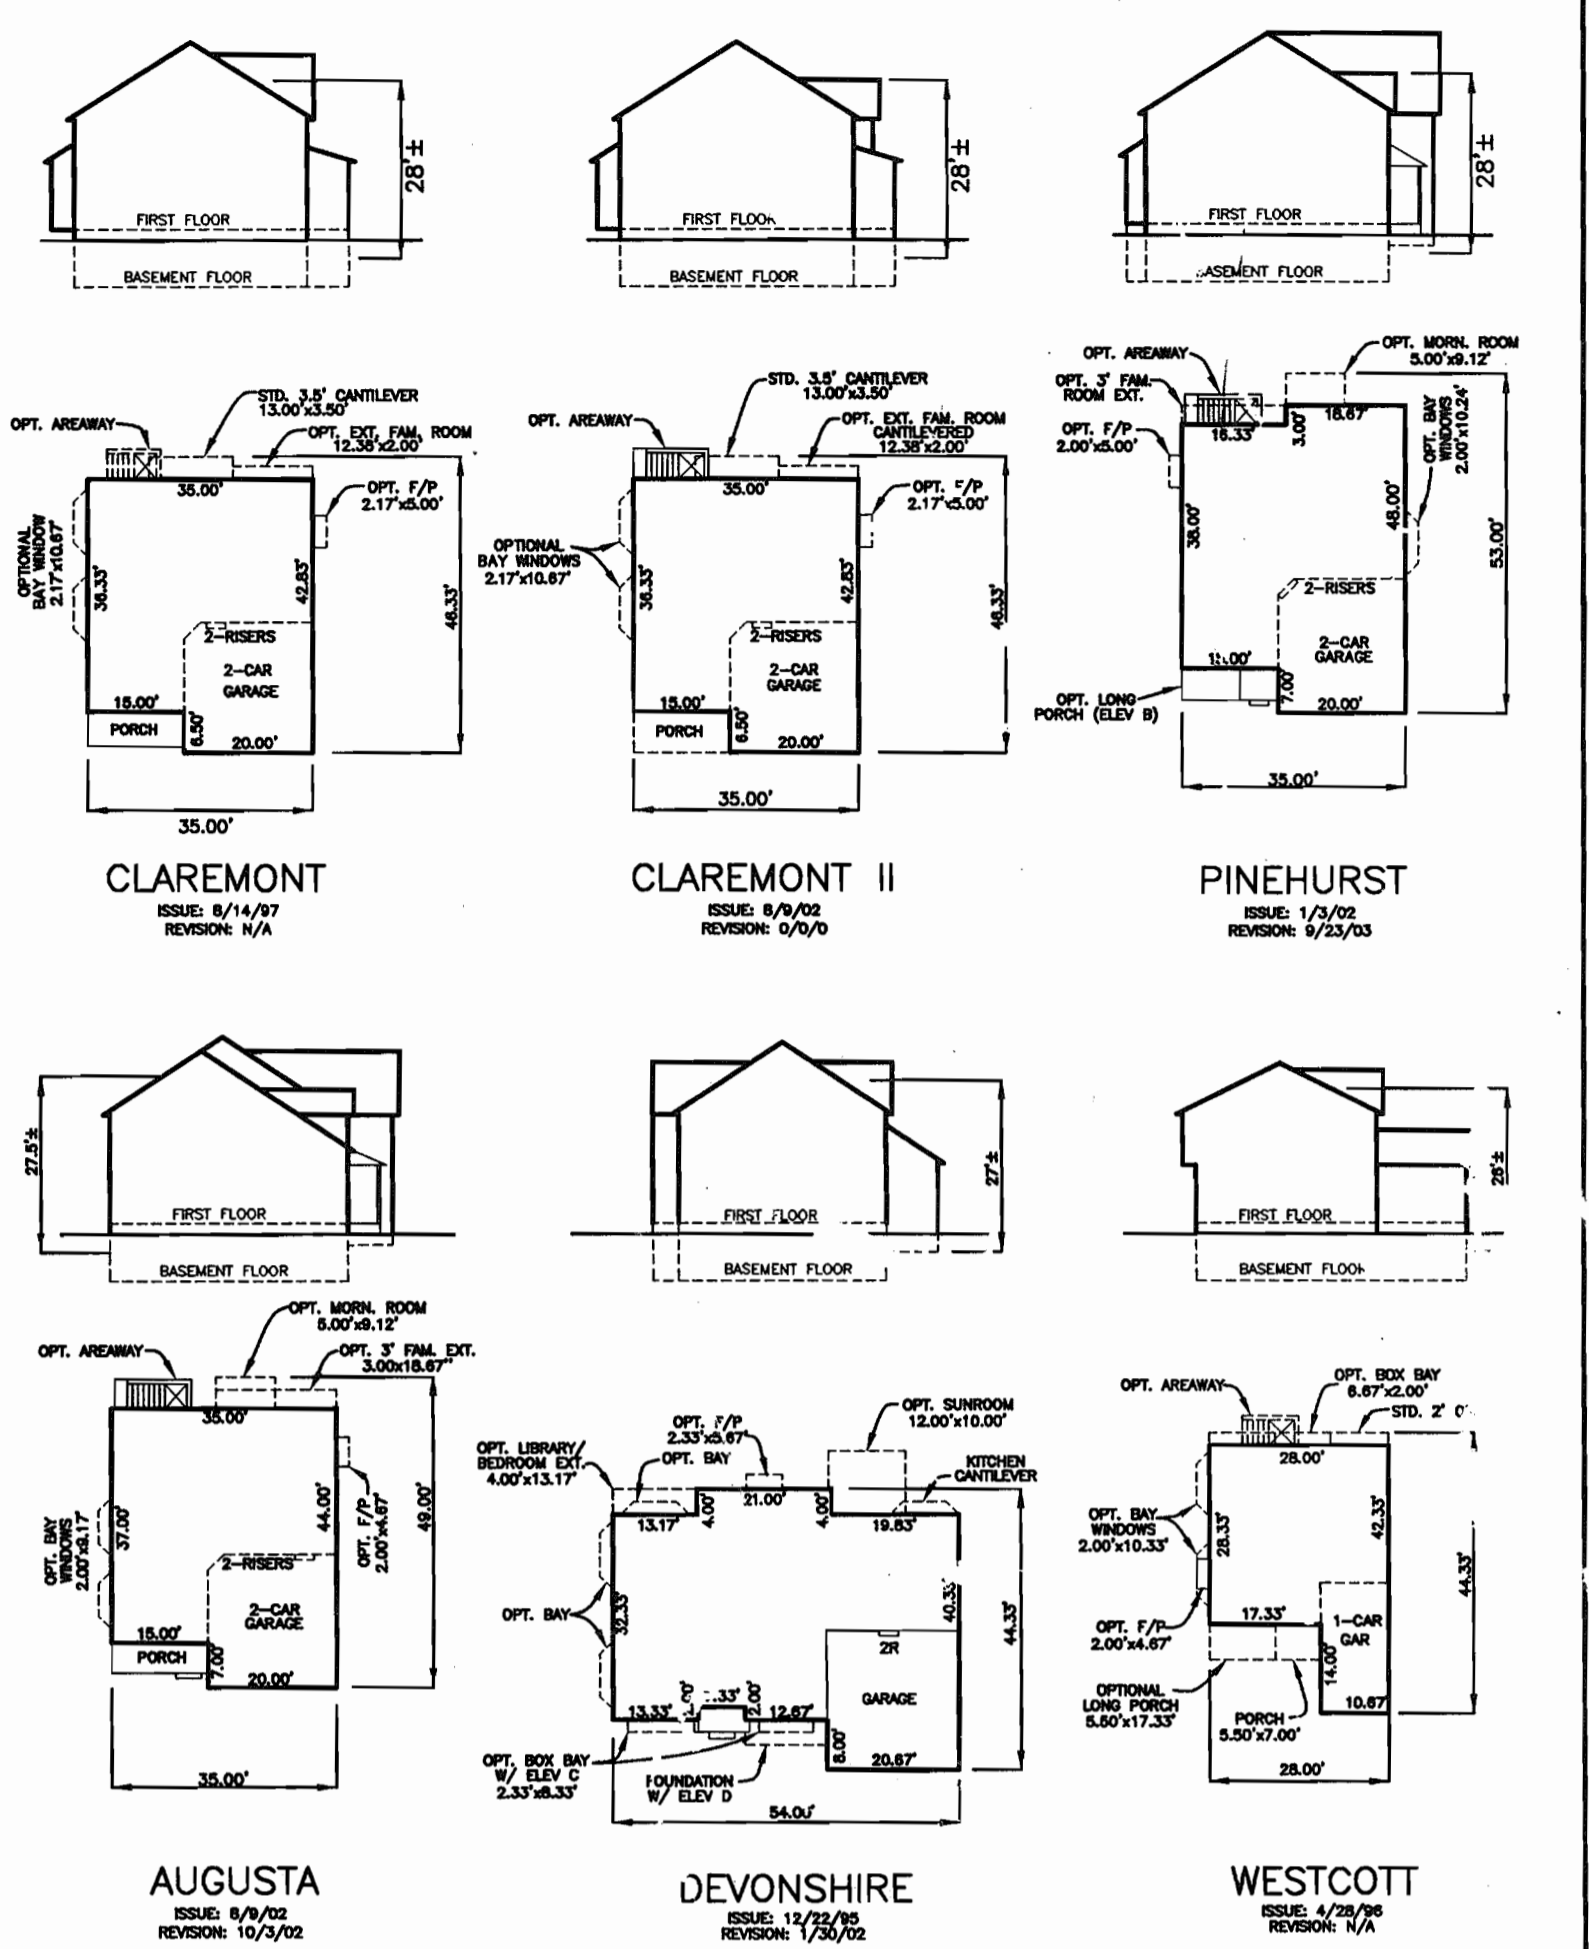 28'±
FIRST FLOOR
BASEMENT FLOOR
OPT. AREAWAY
STD. 3.5' CANTILEVER
13.00'x3.50'
OPT. EXT. FAM. ROOM
12.38'x2.00'
35.00'
OPT. F/P
2.17'x5.00'
OPTIONAL
BAY WINDOW
2.17'x10.67'
36.33'
42.83'
46.33'
2-RISERS
2-CAR
GARAGE
15.00'
PORCH
6.50'
20.00'
35.00'
CLAREMONT
ISSUE: 8/14/97
REVISION: N/A
28'±
FIRST FLOOR
BASEMENT FLOOR
OPT. AREAWAY
STD. 3.5' CANTILEVER
13.00'x3.50'
OPT. EXT. FAM. ROOM
CANTILEVERED
12.38'x2.00'
35.00'
OPT. F/P
2.17'x5.00'
OPTIONAL
BAY WINDOWS
2.17'x10.67'
36.33'
42.83'
46.33'
2-RISERS
2-CAR
GARAGE
15.00'
PORCH
6.50'
20.00'
35.00'
CLAREMONT II
ISSUE: 8/9/02
REVISION: 0/0/0
28'±
FIRST FLOOR
ASEMENT FLOOR
OPT. AREAWAY
OPT. MORN. ROOM
5.00'x9.12'
OPT. 3' FAM.
ROOM EXT.
16.33'
3.00'
18.67'
OPT. F/P
2.00'x5.00'
OPT. BAY
WINDOWS
2.00'x10.24'
38.00'
48.00'
53.00'
2-RISERS
2-CAR
GARAGE
7.00'
20.00'
OPT. LONG
PORCH (ELEV B)
35.00'
PINEHURST
ISSUE: 1/3/02
REVISION: 9/23/03
27.5'±
FIRST FLOOR
BASEMENT FLOOR
OPT. MORN. ROOM
5.00'x9.12'
OPT. AREAWAY
OPT. 3' FAM. EXT.
3.00x18.67"
35.00'
37.00'
44.00'
49.00'
OPT. BAY
WINDOWS
2.00'x9.17'
OPT. F/P
2.00'x4.67'
2-RISERS
2-CAR
GARAGE
15.00'
PORCH
7.00'
20.00'
35.00'
AUGUSTA
ISSUE: 8/9/02
REVISION: 10/3/02
27'±
FIRST FLOOR
BASEMENT FLOOR
OPT. SUNROOM
12.00'x10.00'
OPT. F/P
2.33'x5.67'
OPT. LIBRARY/
BEDROOM EXT.
4.00'x13.17'
OPT. BAY
KITCHEN
CANTILEVER
13.17'
4.00'
21.00'
4.00'
19.83'
OPT. BAY
32.33'
40.33'
44.33'
2R
GARAGE
13.33'
2.00'
12.67'
8.00'
20.67'
OPT. BOX BAY
W/ ELEV C
2.33'x8.33'
FOUNDATION
W/ ELEV D
54.00'
DEVONSHIRE
ISSUE: 12/22/95
REVISION: 1/30/02
26'±
FIRST FLOOR
BASEMENT FLOOR
OPT. AREAWAY
OPT. BOX BAY
6.67'x2.00'
STD. 2'
28.00'
OPT. BAY
WINDOWS
2.00'x10.33'
28.33'
42.33'
44.33'
17.33'
1-CAR
GAR
OPT. F/P
2.00'x4.67'
14.00'
10.67'
OPTIONAL
LONG PORCH
5.50'x17.33'
PORCH
5.50'x7.00'
28.00'
WESTCOTT
ISSUE: 4/28/96
REVISION: N/A